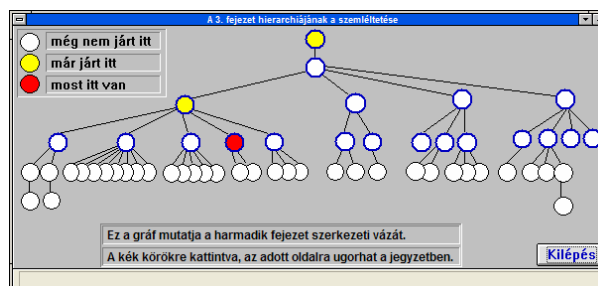 A 3. fejezet hierarchiájának a szemléltetése
még nem járt itt
már járt itt
most itt van
Ez a gráf mutatja a harmadik fejezet szerkezeti vázát.
A kék körökre kattintva, az adott oldalra ugorhat a jegyzetben.
Kilépés